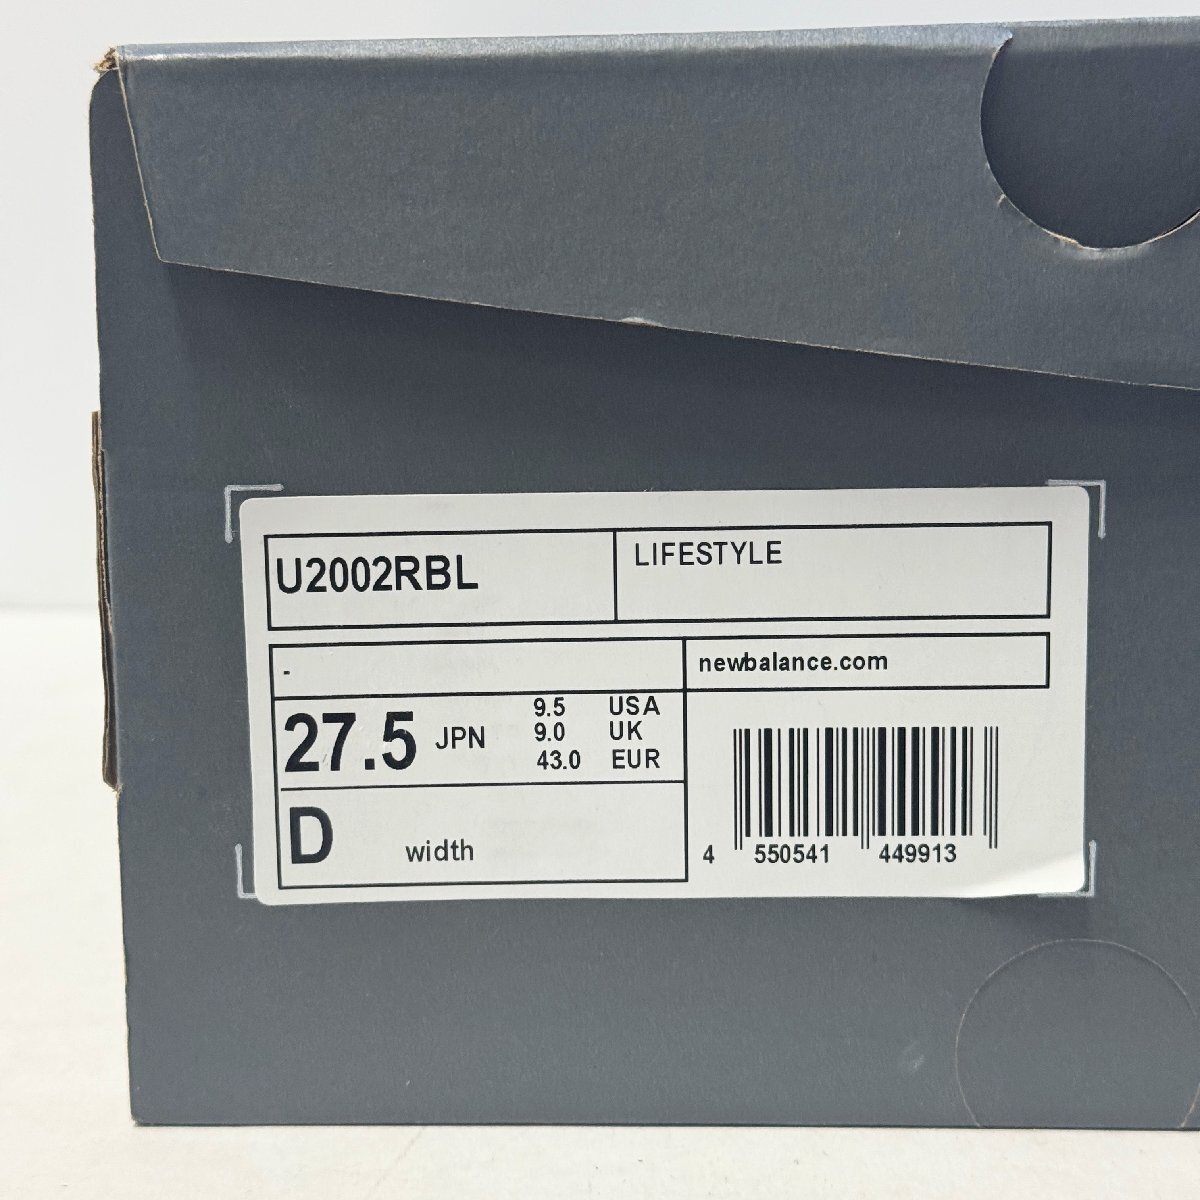 U2002RBL
LIFESTYLE
-
newbalance.com
27.5 JPN
9.5 USA
9.0 UK
43.0 EUR
D width
4 550541 449913